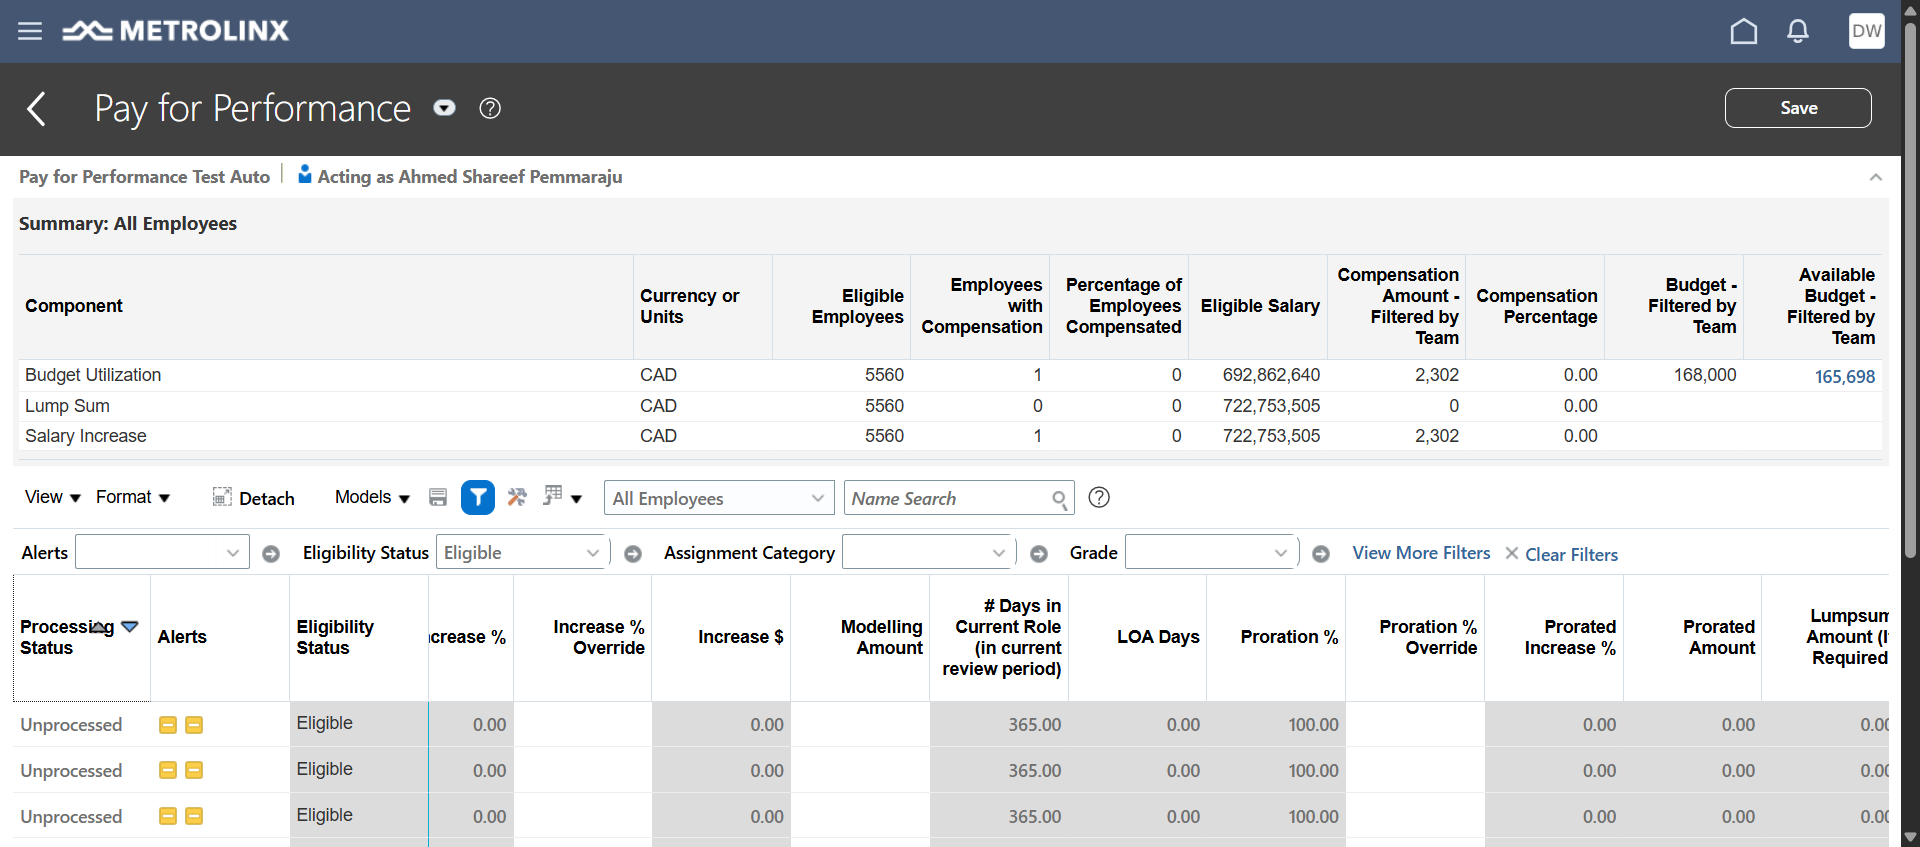 METROLINX
DW
Pay for Performance
Save
Pay for Performance Test Auto
Acting as Ahmed Shareef Pemmaraju
Summary: All Employees
Component
Currency or
Units
Eligible
Employees
Employees
with
Compensation
Percentage of
Employees
Compensated
Eligible Salary
Compensation
Amount -
Filtered by
Team
Compensation
Percentage
Budget -
Filtered by
Team
Available
Budget -
Filtered by
Team
Budget Utilization CAD 5560 1 0 692,862,640 2,302 0.00 168,000 165,698
Lump Sum CAD 5560 0 0 722,753,505 0 0.00
Salary Increase CAD 5560 1 0 722,753,505 2,302 0.00
View Format Detach Models All Employees Name Search
Alerts Eligibility Status Eligible Assignment Category Grade View More Filters Clear Filters
Processing
Status
Alerts
Eligibility
Status
crease %
Increase %
Override
Increase $
Modelling
Amount
# Days in
Current Role
(in current
review period)
LOA Days
Proration %
Proration %
Override
Prorated
Increase %
Prorated
Amount
Lumpsum
Amount (I
Required
Unprocessed Eligible 0.00 0.00 365.00 0.00 100.00 0.00 0.00 0.00
Unprocessed Eligible 0.00 0.00 365.00 0.00 100.00 0.00 0.00 0.00
Unprocessed Eligible 0.00 0.00 365.00 0.00 100.00 0.00 0.00 0.00